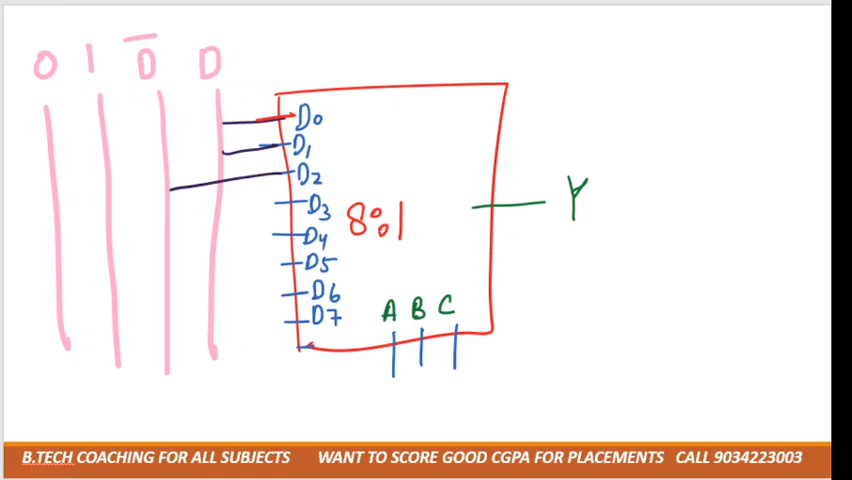 0 1 D̅ D
D0
D1
D2
D3
D4
D5
D6
D7
8:1
Y
A B C
B.TECH COACHING FOR ALL SUBJECTS WANT TO SCORE GOOD CGPA FOR PLACEMENTS CALL 9034223003